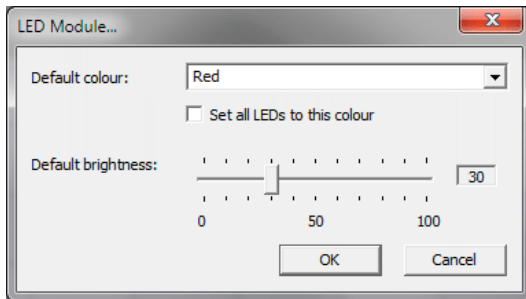 LED Module...
Default colour: Red
Set all LEDs to this colour
Default brightness: 30
0 50 100
OK Cancel